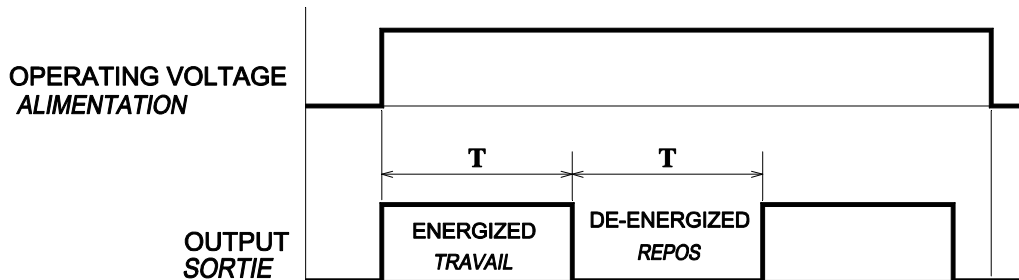 OPERATING VOLTAGE
ALIMENTATION
T T
ENERGIZED
TRAVAIL
DE-ENERGIZED
REPOS
OUTPUT
SORTIE